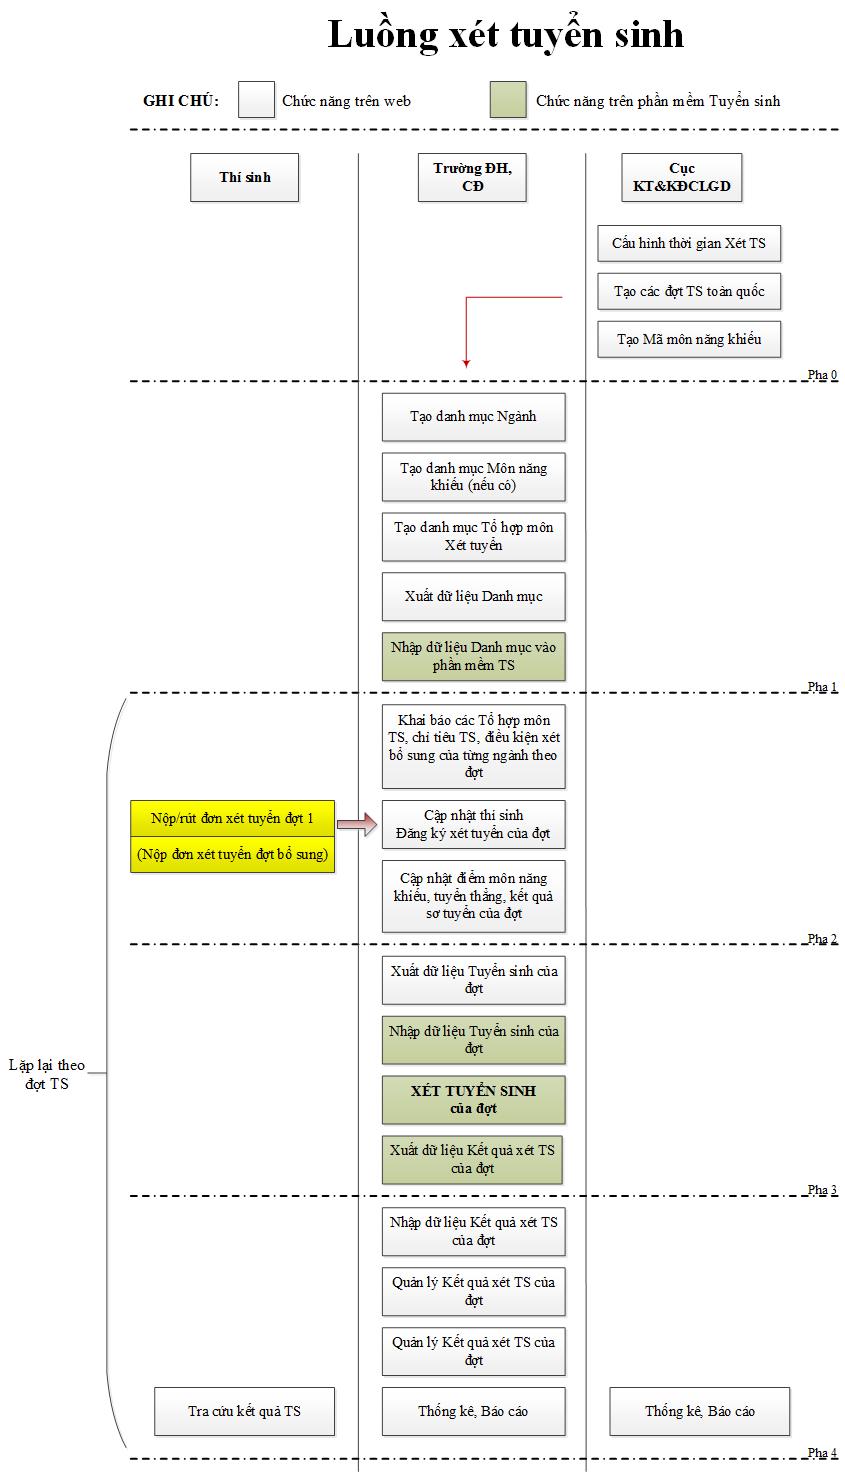 Luồng xét tuyển sinh
GHI CHÚ:
Chức năng trên web
Chức năng trên phần mềm Tuyển sinh
Thí sinh
Trường ĐH,
CĐ
Cục
KT&KĐCLGD
Cấu hình thời gian Xét TS
Tạo các đợt TS toàn quốc
Tạo Mã môn năng khiếu
Pha 0
Tạo danh mục Ngành
Tạo danh mục Môn năng
khiếu (nếu có)
Tạo danh mục Tổ hợp môn
Xét tuyển
Xuất dữ liệu Danh mục
Nhập dữ liệu Danh mục vào
phần mềm TS
Pha 1
Khai báo các Tổ hợp môn
TS, chỉ tiêu TS, điều kiện xét
bổ sung của từng ngành theo
đợt
Nộp/rút đơn xét tuyển đợt 1
(Nộp đơn xét tuyển đợt bổ sung)
Cập nhật thí sinh
Đăng ký xét tuyển của đợt
Cập nhật điểm môn năng
khiếu, tuyển thẳng, kết quả
sơ tuyển của đợt
Pha 2
Xuất dữ liệu Tuyển sinh của
đợt
Nhập dữ liệu Tuyển sinh của
đợt
Lặp lại theo
đợt TS
XÉT TUYỂN SINH
của đợt
Xuất dữ liệu Kết quả xét TS
của đợt
Pha 3
Nhập dữ liệu Kết quả xét TS
của đợt
Quản lý Kết quả xét TS của
đợt
Quản lý Kết quả xét TS của
đợt
Tra cứu kết quả TS
Thống kê, Báo cáo
Thống kê, Báo cáo
Pha 4